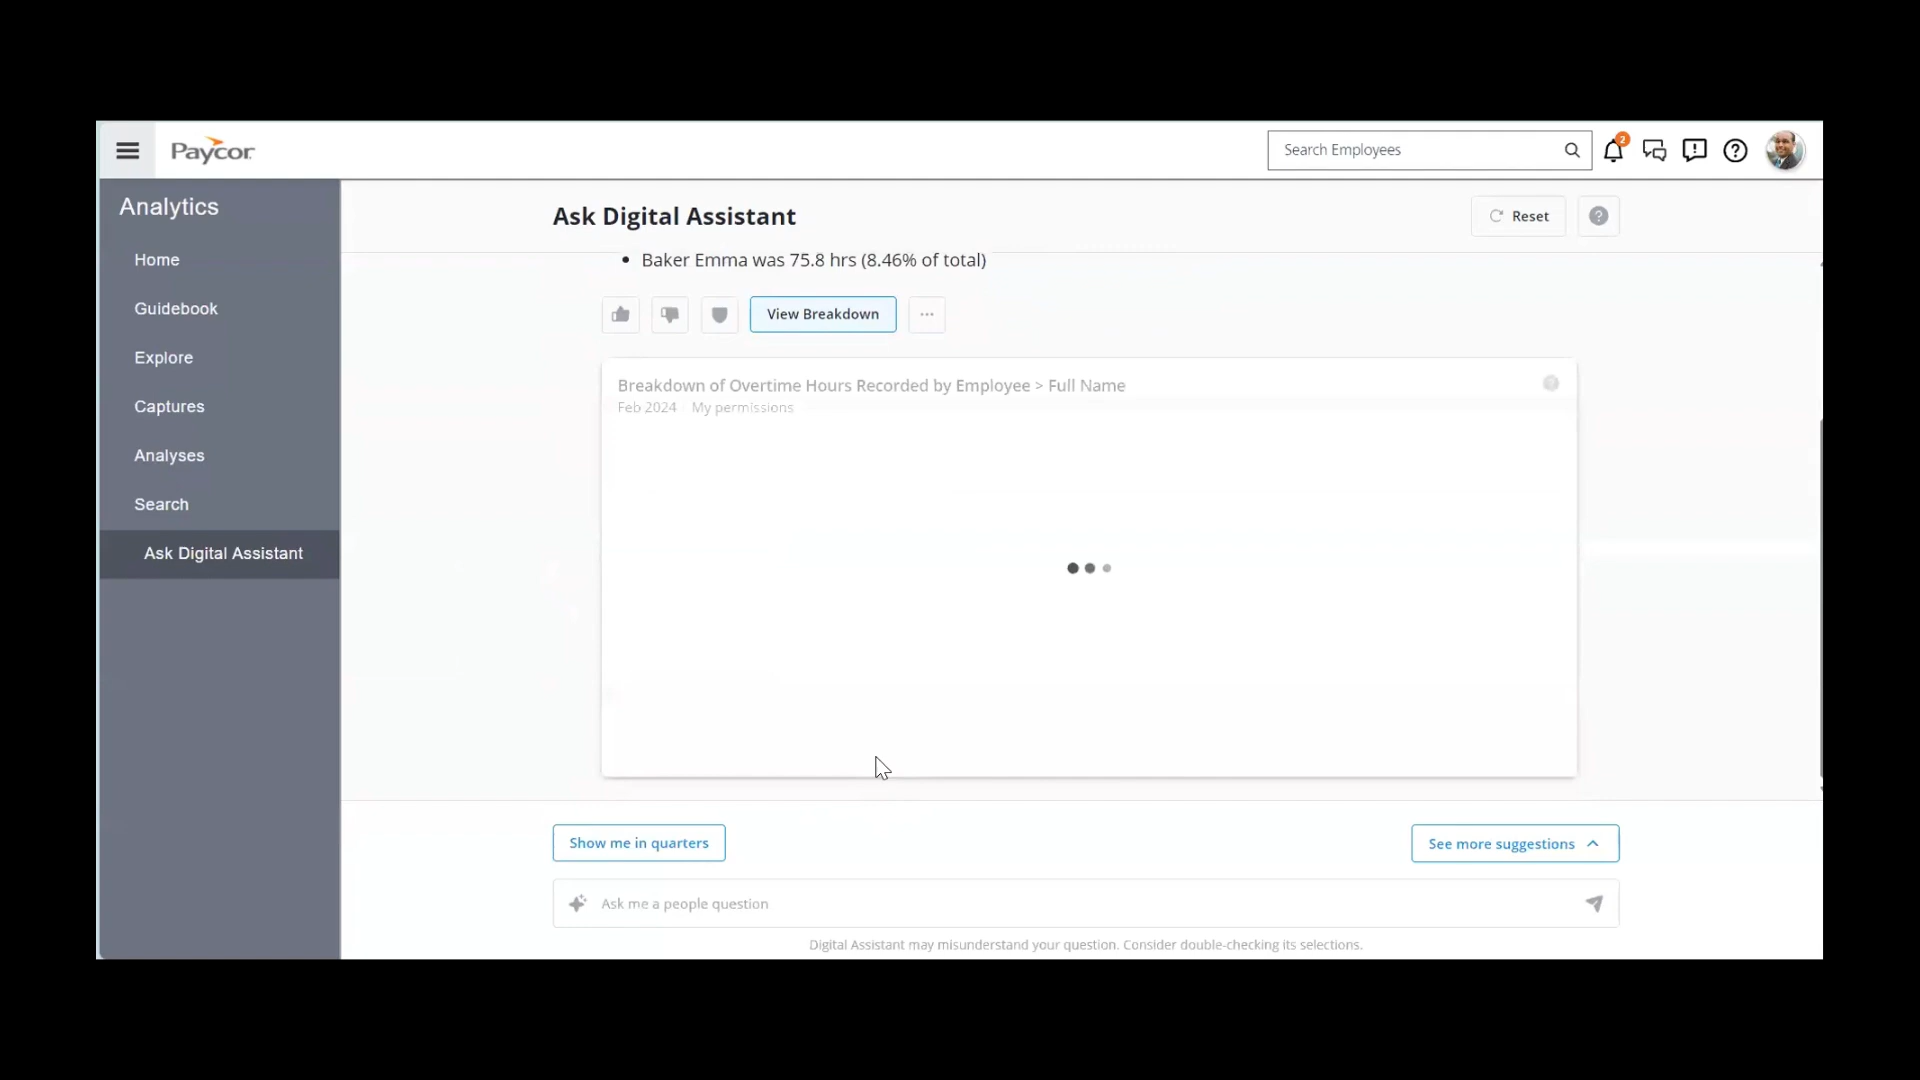 Paycor
Search Employees
2
Analytics
Home
Guidebook
Explore
Captures
Analyses
Search
Ask Digital Assistant
Ask Digital Assistant
Reset
• Baker Emma was 75.8 hrs (8.46% of total)
View Breakdown
Breakdown of Overtime Hours Recorded by Employee > Full Name
Feb 2024 My permissions
Show me in quarters
See more suggestions
Ask me a people question
Digital Assistant may misunderstand your question. Consider double-checking its selections.